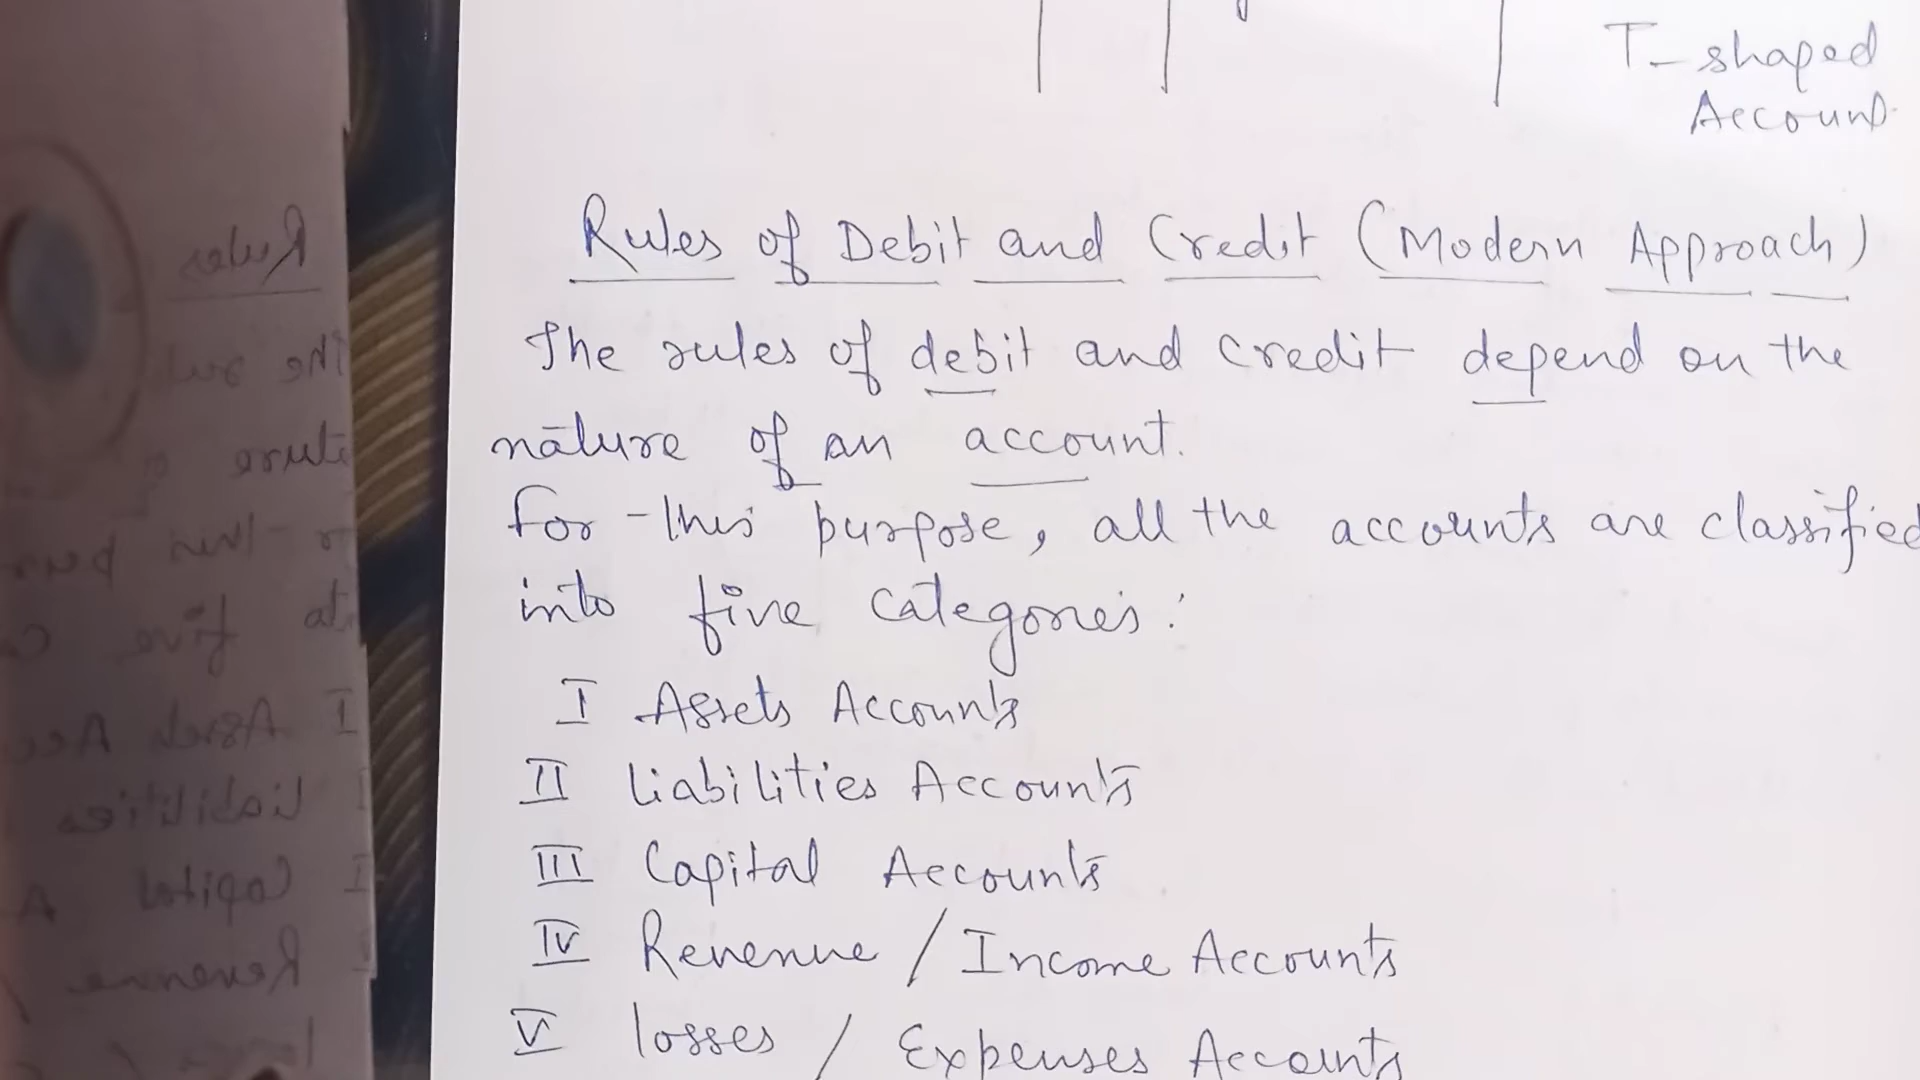 T-shaped
Account
Rules of Debit and Credit (Modern Approach)
The rules of debit and credit depend on the
nature of an account.
for this purpose, all the accounts are classified
into five categories:
I Assets Accounts
II Liabilities Accounts
III Capital Accounts
IV Revenue / Income Accounts
V losses / Expenses Accounts